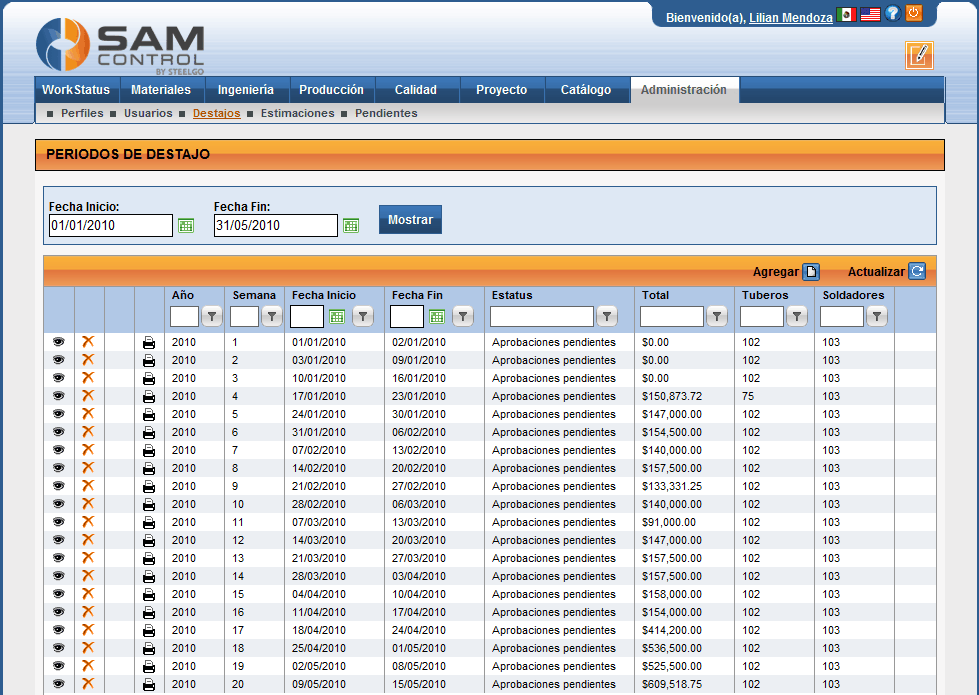 Bienvenido(a), Lilian Mendoza
SAM
CONTROL
BY STEELGO
WorkStatus Materiales Ingeniería Producción Calidad Proyecto Catálogo Administración
Perfiles Usuarios Destajos Estimaciones Pendientes
PERIODOS DE DESTAJO
Fecha Inicio: Fecha Fin:
01/01/2010 31/05/2010 Mostrar
Agregar Actualizar
Año Semana Fecha Inicio Fecha Fin Estatus Total Tuberos Soldadores
2010 1 01/01/2010 02/01/2010 Aprobaciones pendientes $0.00 102 103
2010 2 03/01/2010 09/01/2010 Aprobaciones pendientes $0.00 102 103
2010 3 10/01/2010 16/01/2010 Aprobaciones pendientes $0.00 102 103
2010 4 17/01/2010 23/01/2010 Aprobaciones pendientes $150,873.72 75 103
2010 5 24/01/2010 30/01/2010 Aprobaciones pendientes $147,000.00 102 103
2010 6 31/01/2010 06/02/2010 Aprobaciones pendientes $154,500.00 102 103
2010 7 07/02/2010 13/02/2010 Aprobaciones pendientes $140,000.00 102 103
2010 8 14/02/2010 20/02/2010 Aprobaciones pendientes $157,500.00 102 103
2010 9 21/02/2010 27/02/2010 Aprobaciones pendientes $133,331.25 102 103
2010 10 28/02/2010 06/03/2010 Aprobaciones pendientes $140,000.00 102 103
2010 11 07/03/2010 13/03/2010 Aprobaciones pendientes $91,000.00 102 103
2010 12 14/03/2010 20/03/2010 Aprobaciones pendientes $147,000.00 102 103
2010 13 21/03/2010 27/03/2010 Aprobaciones pendientes $157,500.00 102 103
2010 14 28/03/2010 03/04/2010 Aprobaciones pendientes $157,500.00 102 103
2010 15 04/04/2010 10/04/2010 Aprobaciones pendientes $158,000.00 102 103
2010 16 11/04/2010 17/04/2010 Aprobaciones pendientes $154,000.00 102 103
2010 17 18/04/2010 24/04/2010 Aprobaciones pendientes $414,200.00 102 103
2010 18 25/04/2010 01/05/2010 Aprobaciones pendientes $536,500.00 102 103
2010 19 02/05/2010 08/05/2010 Aprobaciones pendientes $525,500.00 102 103
2010 20 09/05/2010 15/05/2010 Aprobaciones pendientes $609,518.75 102 103